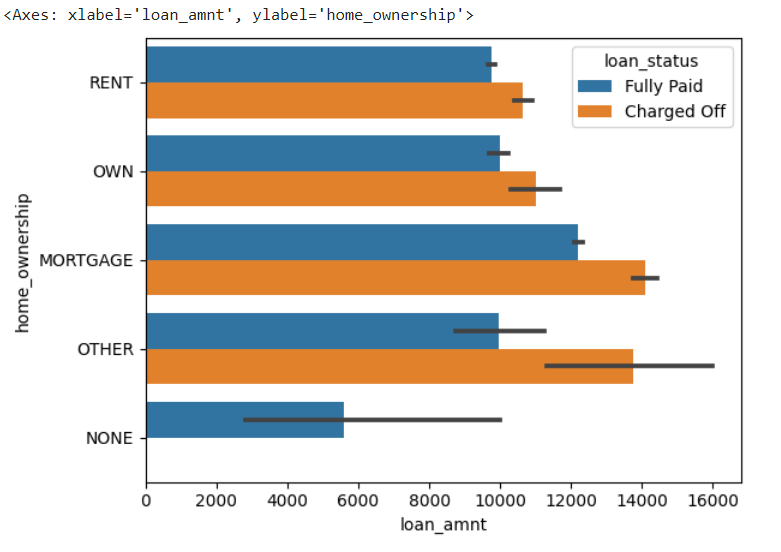 <Axes: xlabel='loan_amnt', ylabel='home_ownership'>
loan_status
Fully Paid
Charged Off
RENT
OWN
MORTGAGE
OTHER
NONE
home_ownership
0 2000 4000 6000 8000 10000 12000 14000 16000
loan_amnt